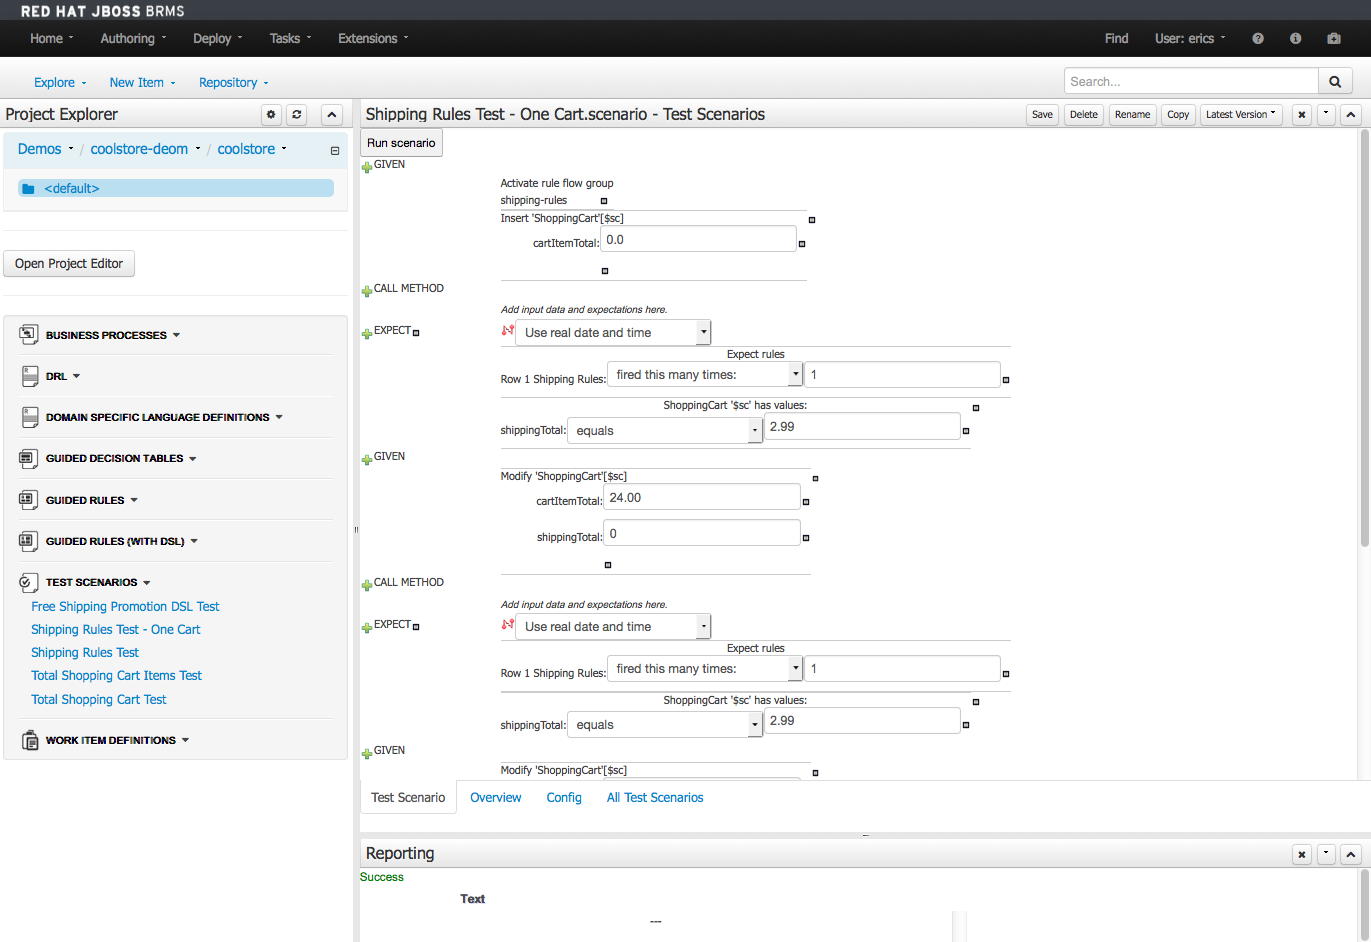 RED HAT JBOSS BRMS
Home Authoring Deploy Tasks Extensions Find User: erics
Explore New Item Repository Search...
Project Explorer
Demos / coolstore-deom / coolstore
<default>
Open Project Editor
BUSINESS PROCESSES
DRL
DOMAIN SPECIFIC LANGUAGE DEFINITIONS
GUIDED DECISION TABLES
GUIDED RULES
GUIDED RULES (WITH DSL)
TEST SCENARIOS
Free Shipping Promotion DSL Test
Shipping Rules Test - One Cart
Shipping Rules Test
Total Shopping Cart Items Test
Total Shopping Cart Test
WORK ITEM DEFINITIONS
Shipping Rules Test - One Cart.scenario - Test Scenarios
Save Delete Rename Copy Latest Version
Run scenario
GIVEN
Activate rule flow group
shipping-rules
Insert 'ShoppingCart'[$sc]
cartItemTotal: 0.0
CALL METHOD
Add input data and expectations here.
EXPECT Use real date and time
Expect rules
Row 1 Shipping Rules: fired this many times: 1
ShoppingCart '$sc' has values:
shippingTotal: equals 2.99
GIVEN
Modify 'ShoppingCart'[$sc]
cartItemTotal: 24.00
shippingTotal: 0
CALL METHOD
Add input data and expectations here.
EXPECT Use real date and time
Expect rules
Row 1 Shipping Rules: fired this many times: 1
ShoppingCart '$sc' has values:
shippingTotal: equals 2.99
GIVEN
Modify 'ShoppingCart'[$sc]
Test Scenario Overview Config All Test Scenarios
Reporting
Success
Text
---